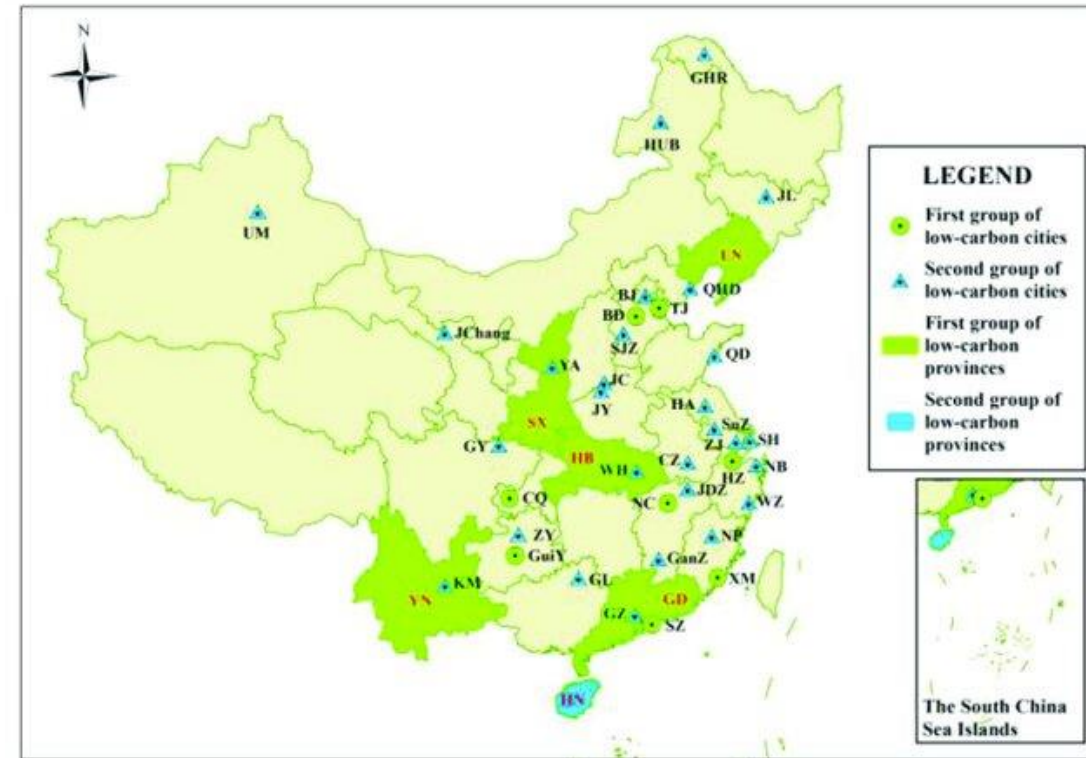 N
GHR
HUB
JL
UM
LN
BJ
QHD
BD
TJ
JChang
SJZ
QD
YA
JC
JY
HA
SX
SuZ
GY
ZJ
SH
HB
CZ
HZ
NB
WH
JDZ
CQ
NC
WZ
ZY
NP
GuiY
GanZ
KM
GL
XM
YN
GD
GZ
SZ
HN
LEGEND
First group of
low-carbon cities
Second group of
low-carbon cities
First group of
low-carbon
provinces
Second group of
low-carbon
provinces
The South China
Sea Islands